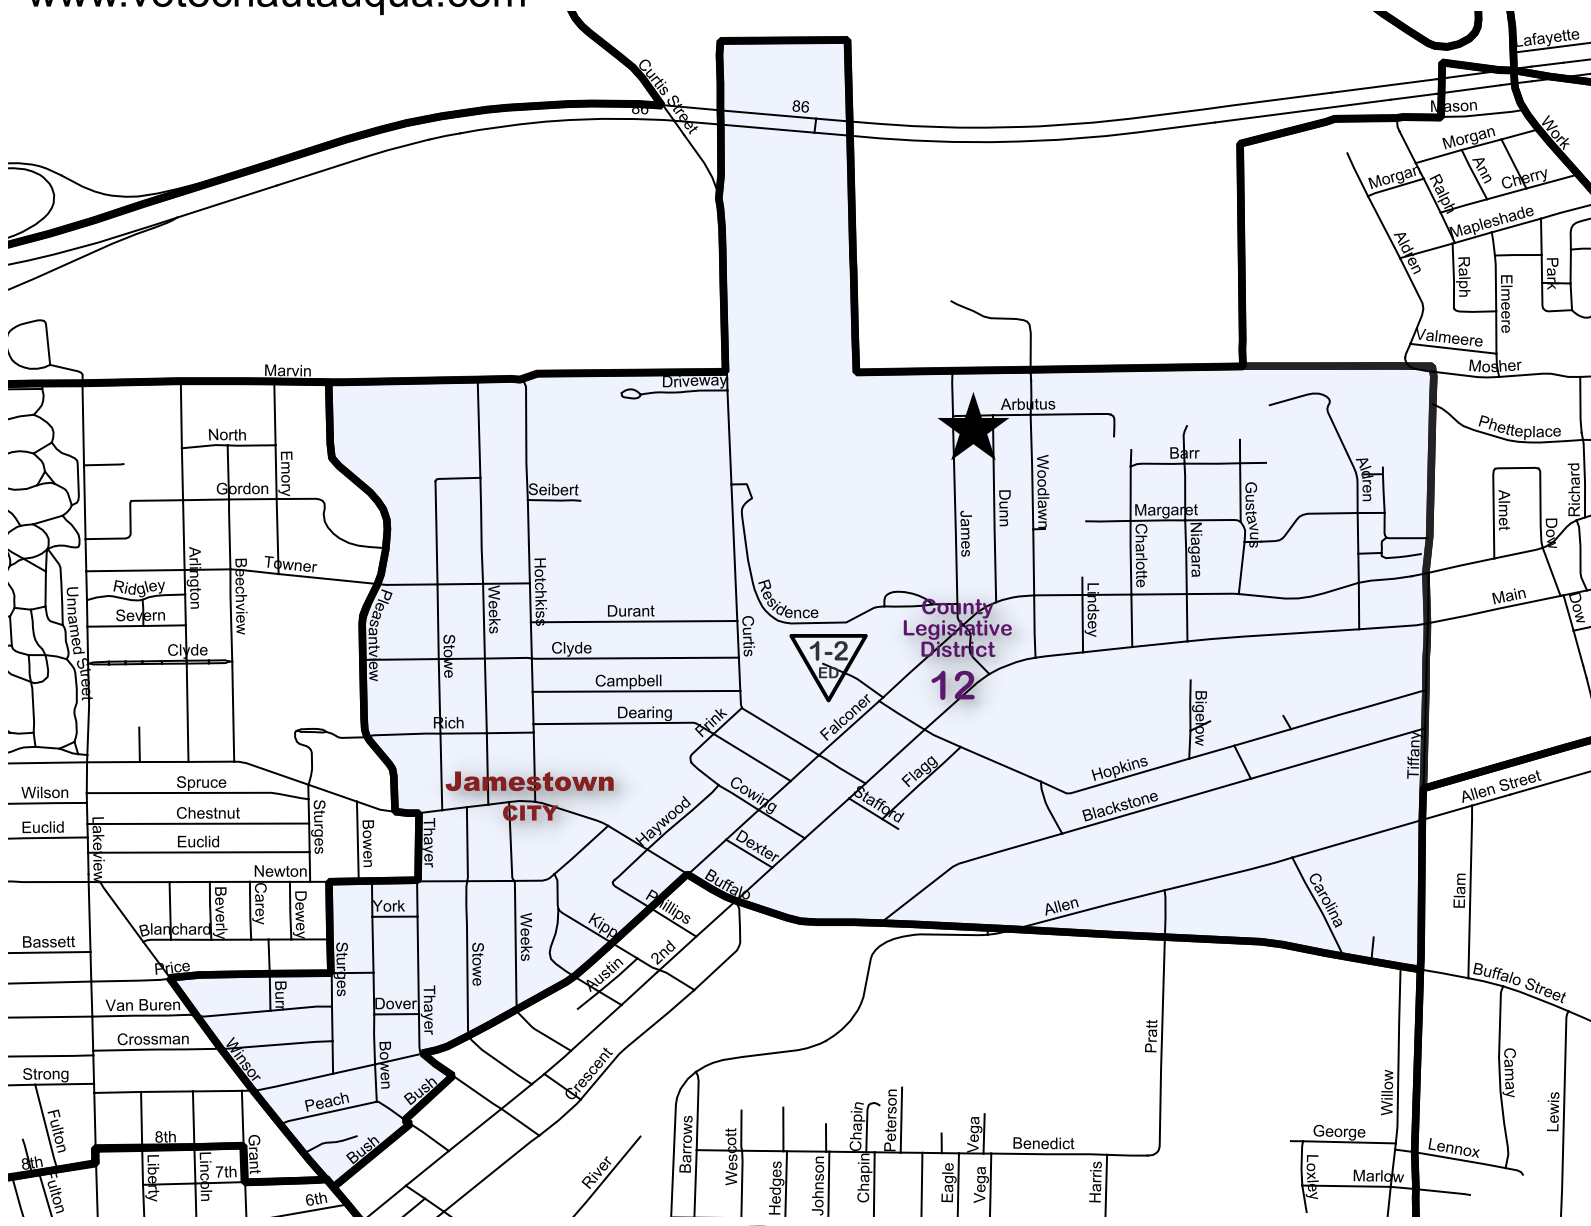 www.votechautauqua.com
Lafayette
Curtis Street
86
86
Mason
Work
Morgan
Ann
Morgan
Ralph
Cherry
Mapleshade
Aldren
Ralph
Elmeere
Park
Valmeere
Mosher
Marvin
Driveway
Arbutus
Phetteplace
North
Emory
Gordon
Seibert
Woodlawn
Barr
Aldren
Gustavus
Richard
Almet
Dow
James
Dunn
Margaret
Charlotte
Niagara
Arlington
Beechview
Towner
Ridgley
Severn
Clyde
Unnamed Street
Pleasantview
Weeks
Hotchkiss
Stowe
Durant
Curtis
Residence
Clyde
Campbell
Dearing
Rich
1-2
ED
County
Legislative
District
12
Lindsey
Main
Dow
Bigelow
Prink
Falconer
Flagg
Hopkins
Tiffany
Jamestown
CITY
Spruce
Wilson
Chestnut
Euclid
Euclid
Lakeview
Sturges
Bowen
Thayer
Newton
Cowing
Haywood
Stafford
Dexter
Blackstone
Allen Street
Buffalo
Beverly
Carey
Dewey
York
Blanchard
Bassett
Price
Phillips
Kipp
2nd
Austin
Allen
Carolina
Elam
Sturges
Stowe
Weeks
Burr
Van Buren
Dover
Thayer
Buffalo Street
Crossman
Winsor
Bowen
Strong
Peach
Bush
Crescent
Pratt
Willow
Camay
Lewis
Fulton
8th
Grant
Bush
8th
Liberty
Lincoln
7th
Fulton
6th
River
Barrows
Wescott
Hedges
Johnson
Chapin
Chapin
Peterson
Eagle
Vega
Vega
Benedict
Harris
George
Lennox
Loxley
Marlow